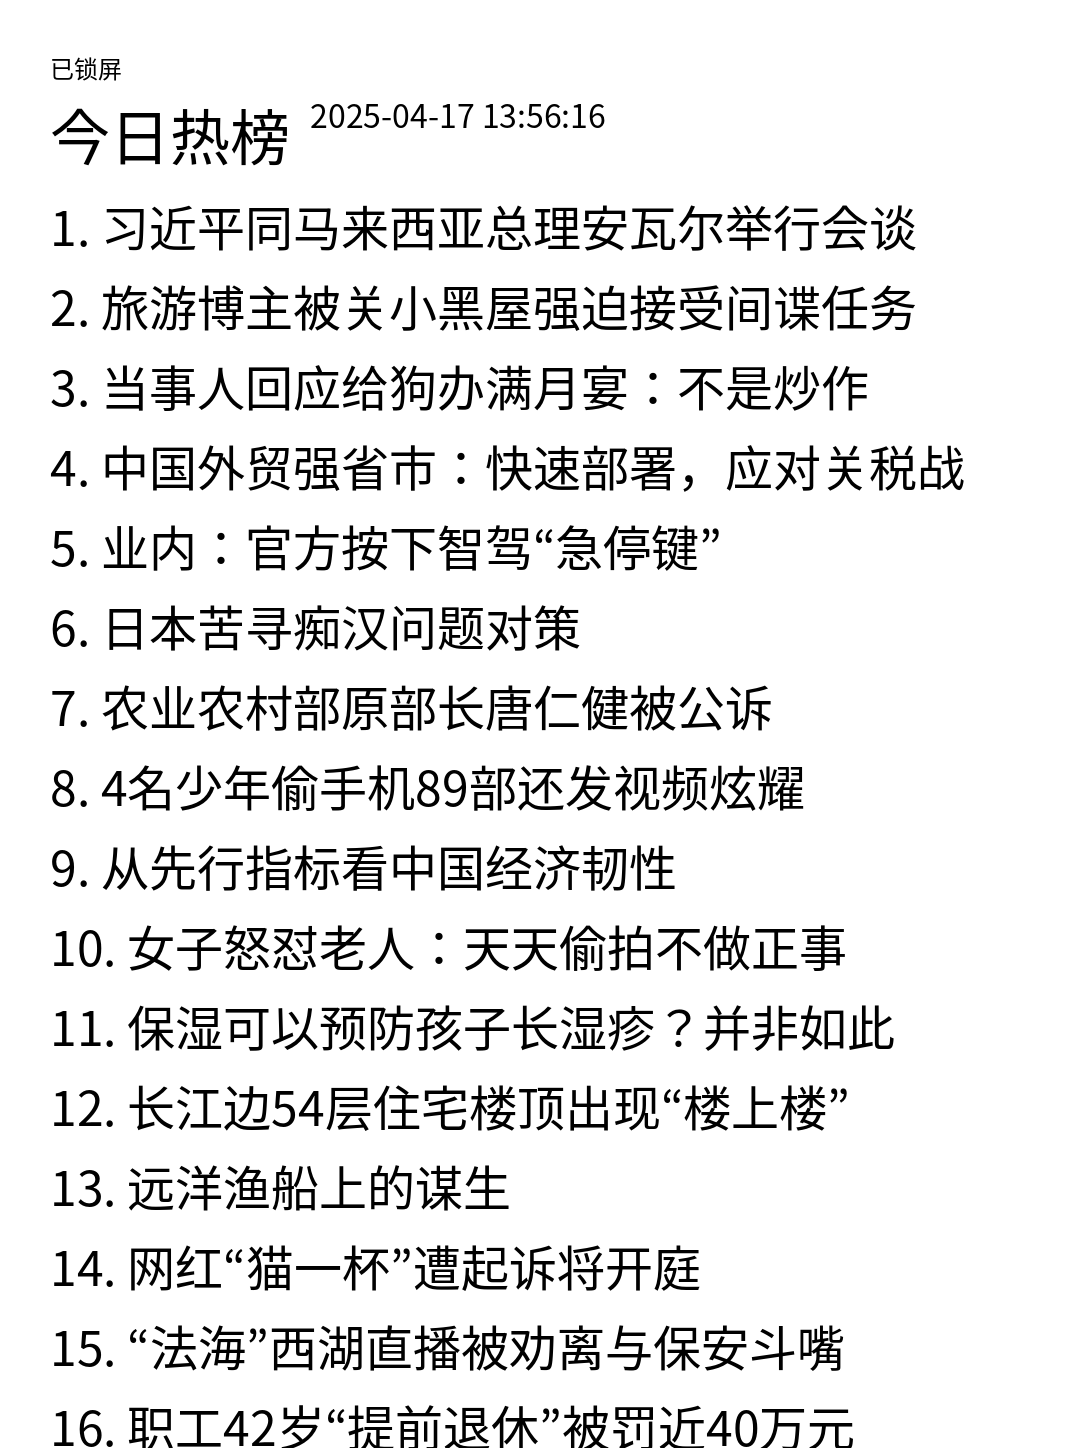 已锁屏
今日热榜 2025-04-17 13:56:16
1. 习近平同马来西亚总理安瓦尔举行会谈
2. 旅游博主被关小黑屋强迫接受间谍任务
3. 当事人回应给狗办满月宴：不是炒作
4. 中国外贸强省市：快速部署，应对关税战
5. 业内：官方按下智驾“急停键”
6. 日本苦寻痴汉问题对策
7. 农业农村部原部长唐仁健被公诉
8. 4名少年偷手机89部还发视频炫耀
9. 从先行指标看中国经济韧性
10. 女子怒怼老人：天天偷拍不做正事
11. 保湿可以预防孩子长湿疹？并非如此
12. 长江边54层住宅楼顶出现“楼上楼”
13. 远洋渔船上的谋生
14. 网红“猫一杯”遭起诉将开庭
15. “法海”西湖直播被劝离与保安斗嘴
16. 职工42岁“提前退休”被罚近40万元